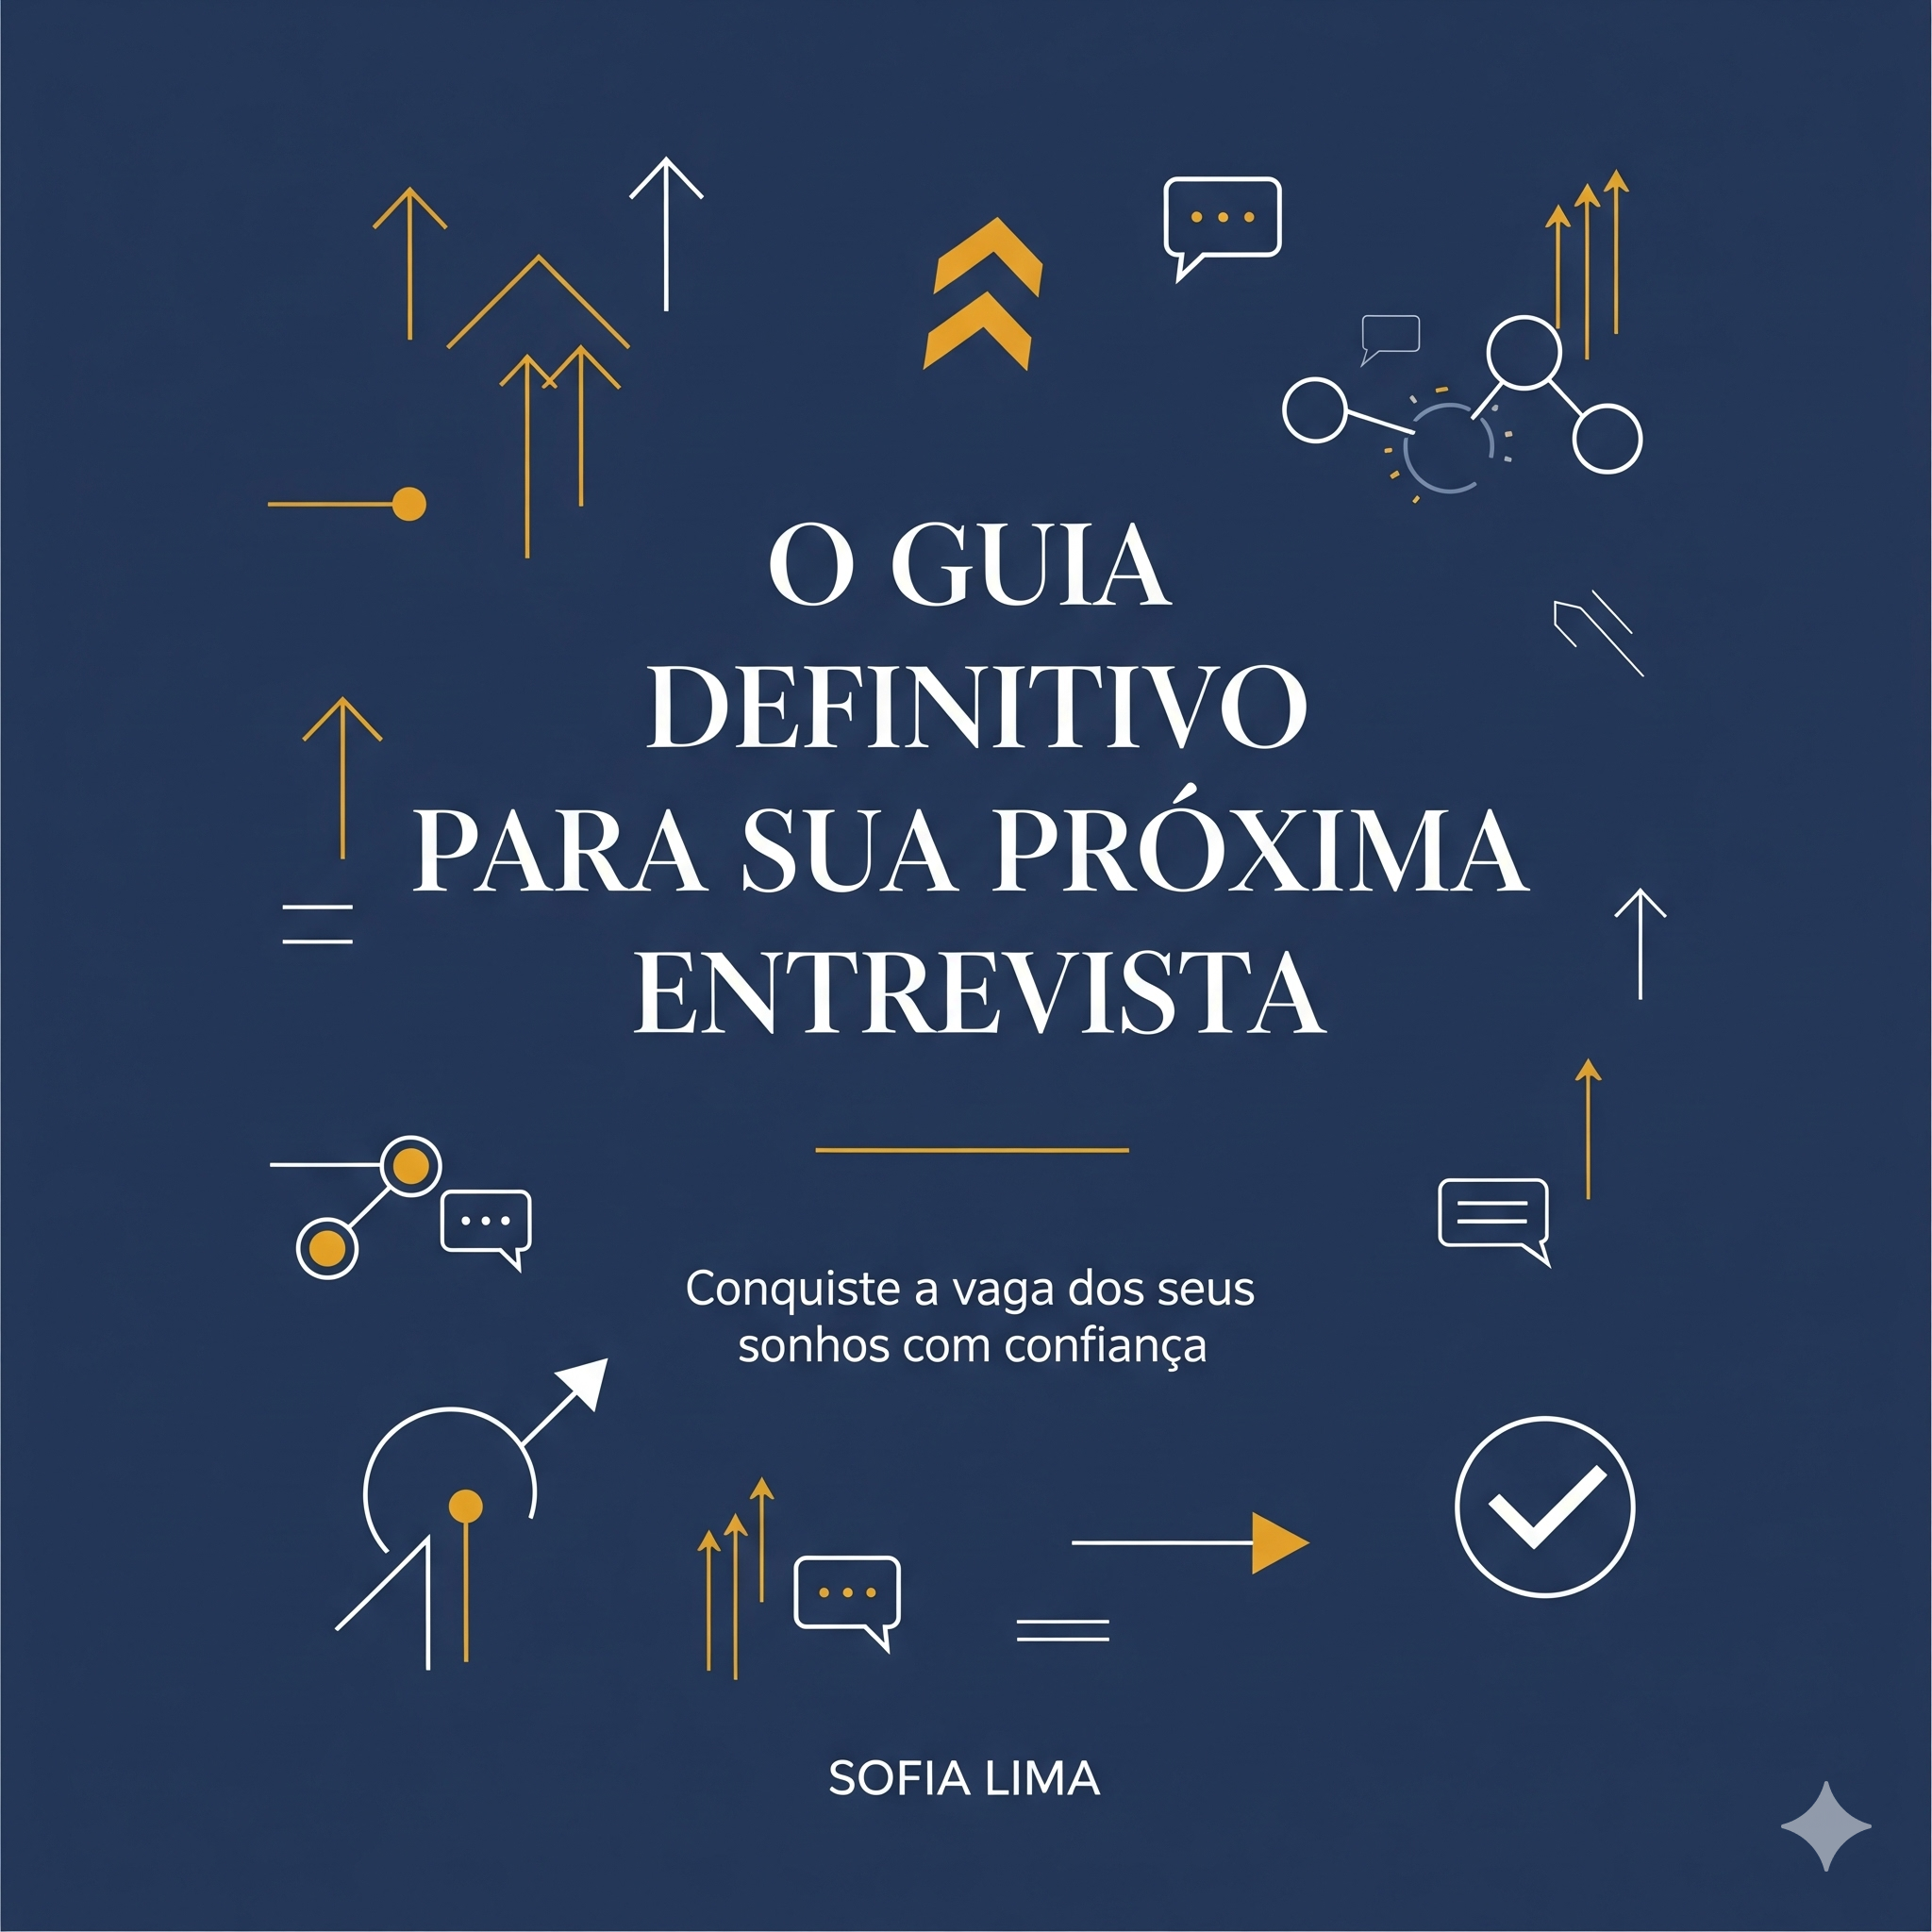 O GUIA
DEFINITIVO
PARA SUA PRÓXIMA
ENTREVISTA
Conquiste a vaga dos seus
sonhos com confiança
SOFIA LIMA